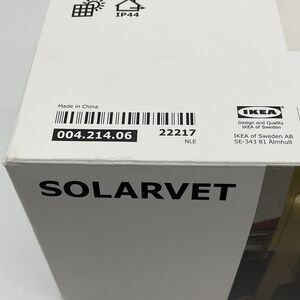 IP44
Made in China
004.214.06
22217
NLE
IKEA
Design and Quality
IKEA of Sweden
IKEA of Sweden AB
SE-343 81 Älmhult
SOLARVET